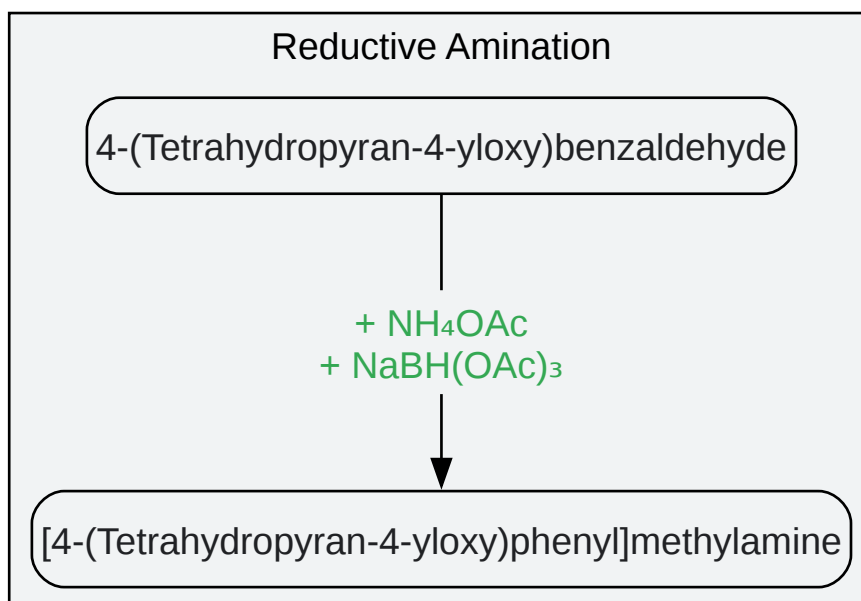 Reductive Amination
4-(Tetrahydropyran-4-yloxy)benzaldehyde
+ NH₄OAc
+ NaBH(OAc)₃
[4-(Tetrahydropyran-4-yloxy)phenyl]methylamine